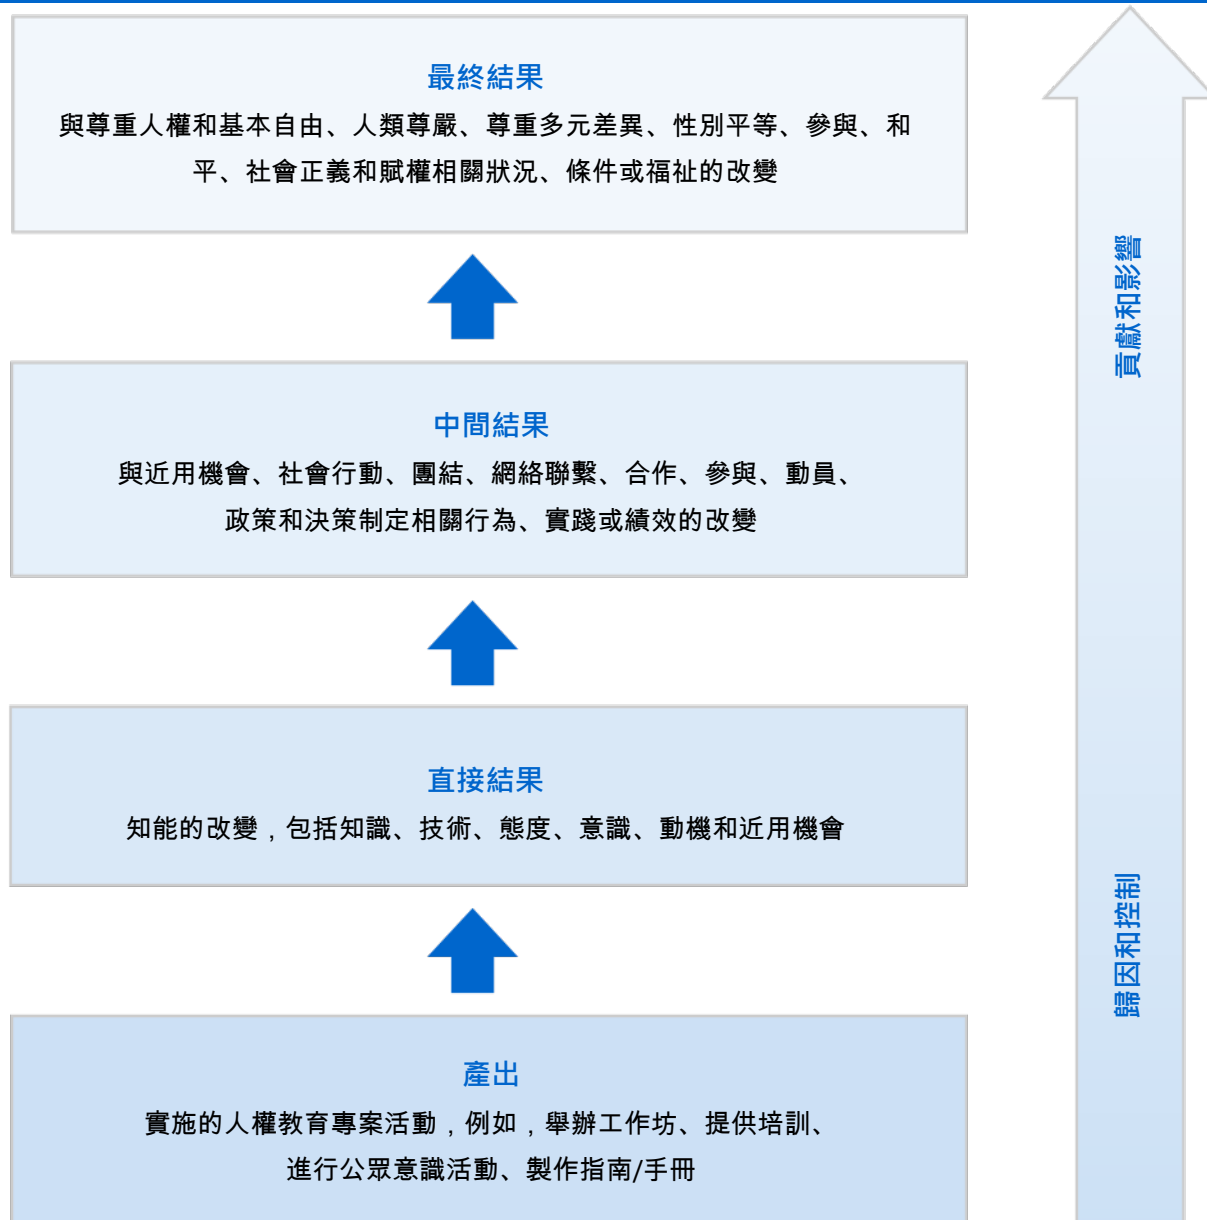 最終結果
與尊重人權和基本自由、人類尊嚴、尊重多元差異、性別平等、參與、和
平、社會正義和賦權相關狀況、條件或福祉的改變
中間結果
與近用機會、社會行動、團結、網絡聯繫、合作、參與、動員、
政策和決策制定相關行為、實踐或績效的改變
直接結果
知能的改變，包括知識、技術、態度、意識、動機和近用機會
產出
實施的人權教育專案活動，例如，舉辦工作坊、提供培訓、
進行公眾意識活動、製作指南/手冊
貢獻和影響
歸因和控制